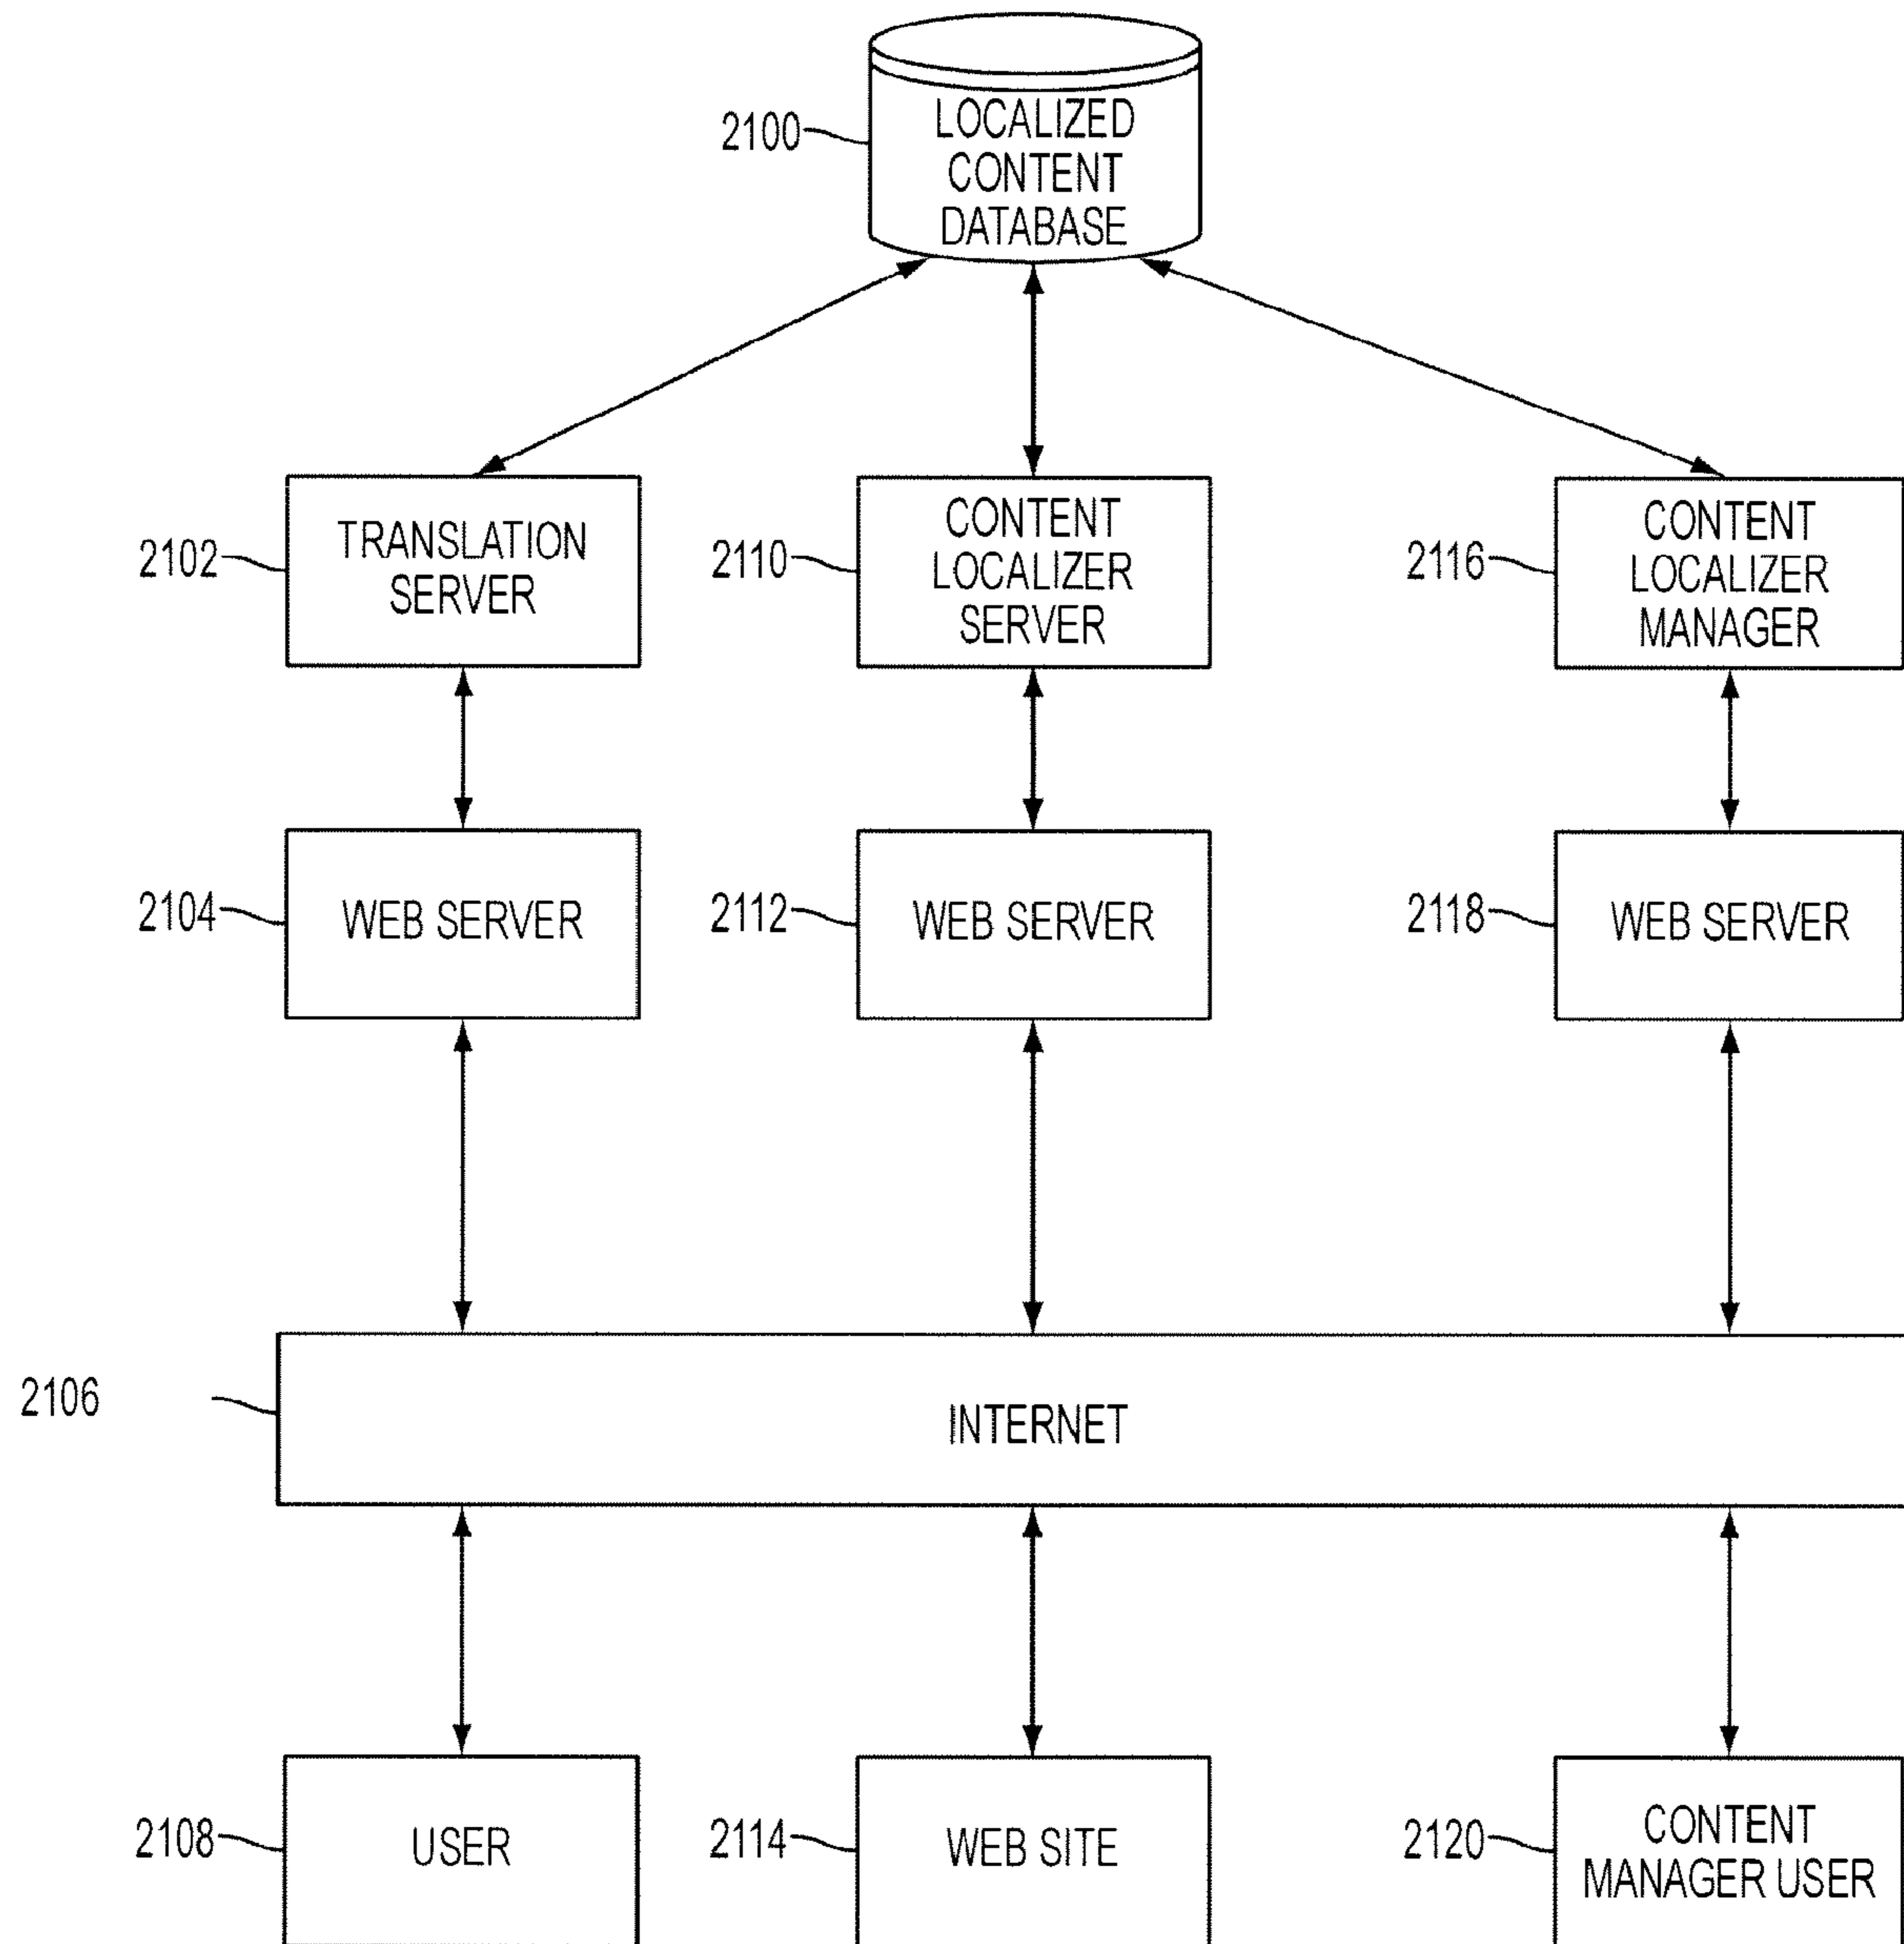 2100
LOCALIZED
CONTENT
DATABASE
2102
TRANSLATION
SERVER
2110
CONTENT
LOCALIZER
SERVER
2116
CONTENT
LOCALIZER
MANAGER
2104
WEB SERVER
2112
WEB SERVER
2118
WEB SERVER
2106
INTERNET
2108
USER
2114
WEB SITE
2120
CONTENT
MANAGER USER